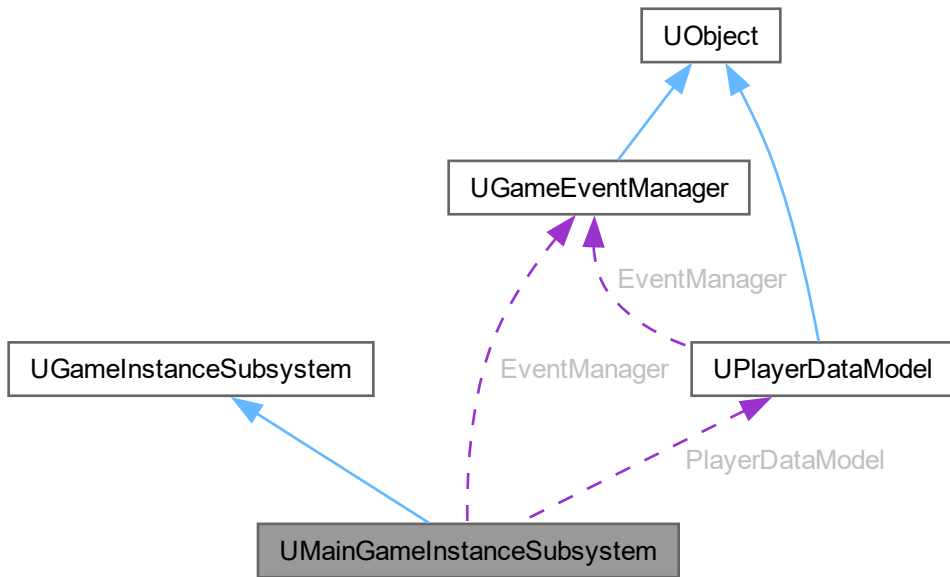 UObject
UGameEventManager
EventManager
UGameInstanceSubsystem
EventManager
UPlayerDataModel
PlayerDataModel
UMainGameInstanceSubsystem